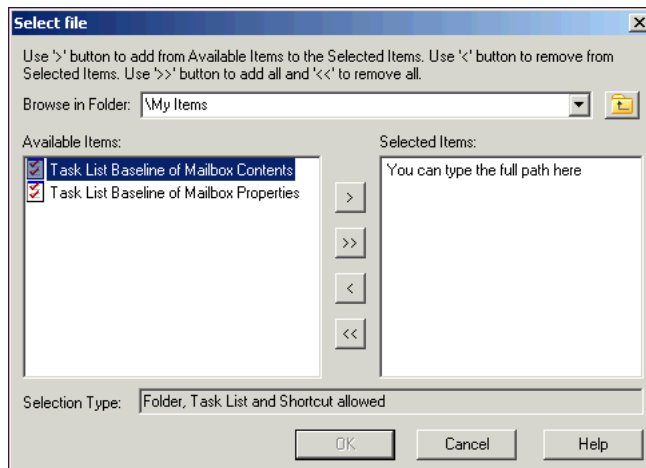 Select file
Use '>' button to add from Available Items to the Selected Items. Use '<' button to remove from
Selected Items. Use '>>' button to add all and '<<' to remove all.
Browse in Folder:
\My Items
Available Items:
Selected Items:
Task List Baseline of Mailbox Contents
Task List Baseline of Mailbox Properties
You can type the full path here
>
>>
<
<<
Selection Type:
Folder, Task List and Shortcut allowed
OK
Cancel
Help